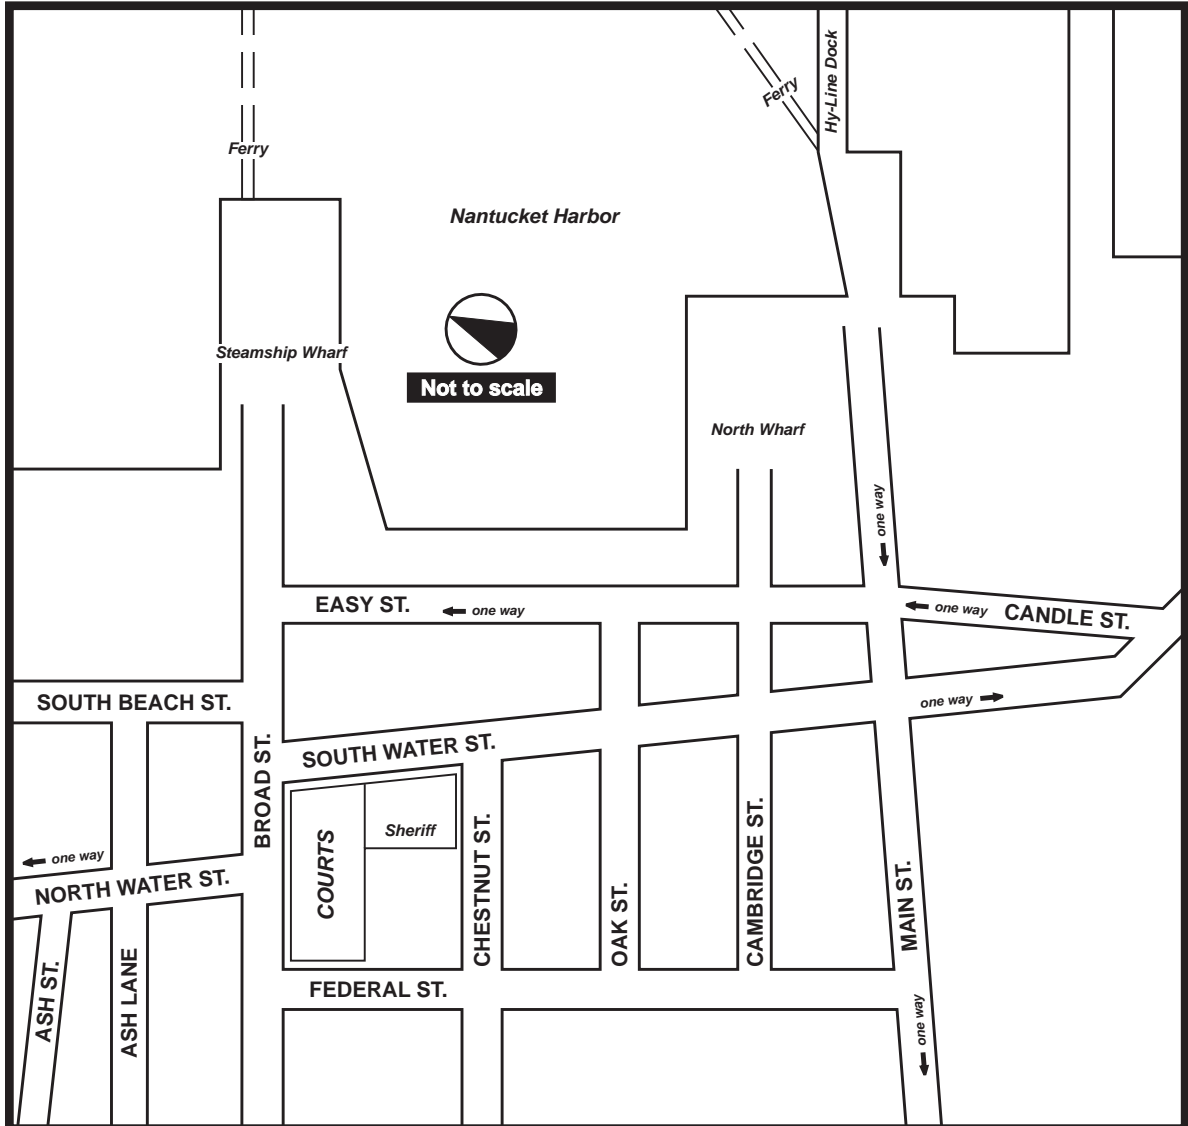 Hy-Line Dock
Ferry
Ferry
Nantucket Harbor
Steamship Wharf
Not to scale
North Wharf
one way
EASY ST.
one way
one way
CANDLE ST.
SOUTH BEACH ST.
one way
SOUTH WATER ST.
BROAD ST.
Sheriff
COURTS
one way
NORTH WATER ST.
CHESTNUT ST.
OAK ST.
CAMBRIDGE ST.
MAIN ST.
ASH ST.
ASH LANE
FEDERAL ST.
one way